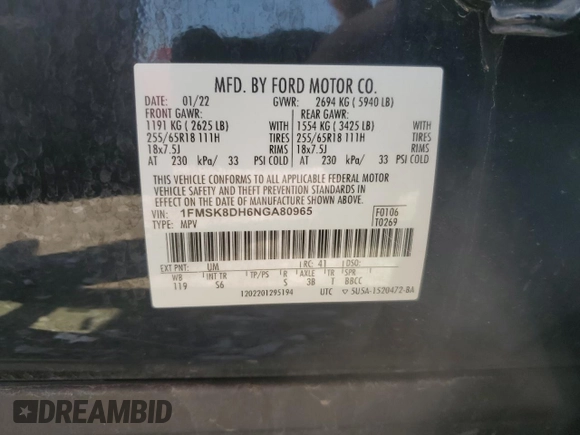 MFD. BY FORD MOTOR CO.
DATE: 01/22 GVWR: 2694 KG ( 5940 LB)
FRONT GAWR: REAR GAWR:
1191 KG ( 2625 LB) WITH 1554 KG ( 3425 LB) WITH
255/65R18 111H TIRES 255/65R18 111H TIRES
18x7.5J RIMS 18x7.5J RIMS
AT 230 kPa/ 33 PSI COLD AT 230 kPa/ 33 PSI COLD
THIS VEHICLE CONFORMS TO ALL APPLICABLE FEDERAL MOTOR
VEHICLE SAFETY AND THEFT PREVENTION STANDARDS IN
EFFECT ON THE DATE OF MANUFACTURE SHOWN ABOVE.
VIN: 1FMSK8DH6NGA80965 F0106
TYPE: MPV T0269
EXT PNT: UM RC: 41 DSO:
WB INT TR TP/PS R AXLE TR SPR
119 S6 S 3B T BBCC
1202201295194 UTC ▽ 5USA-1520472-BA
DREAMBID